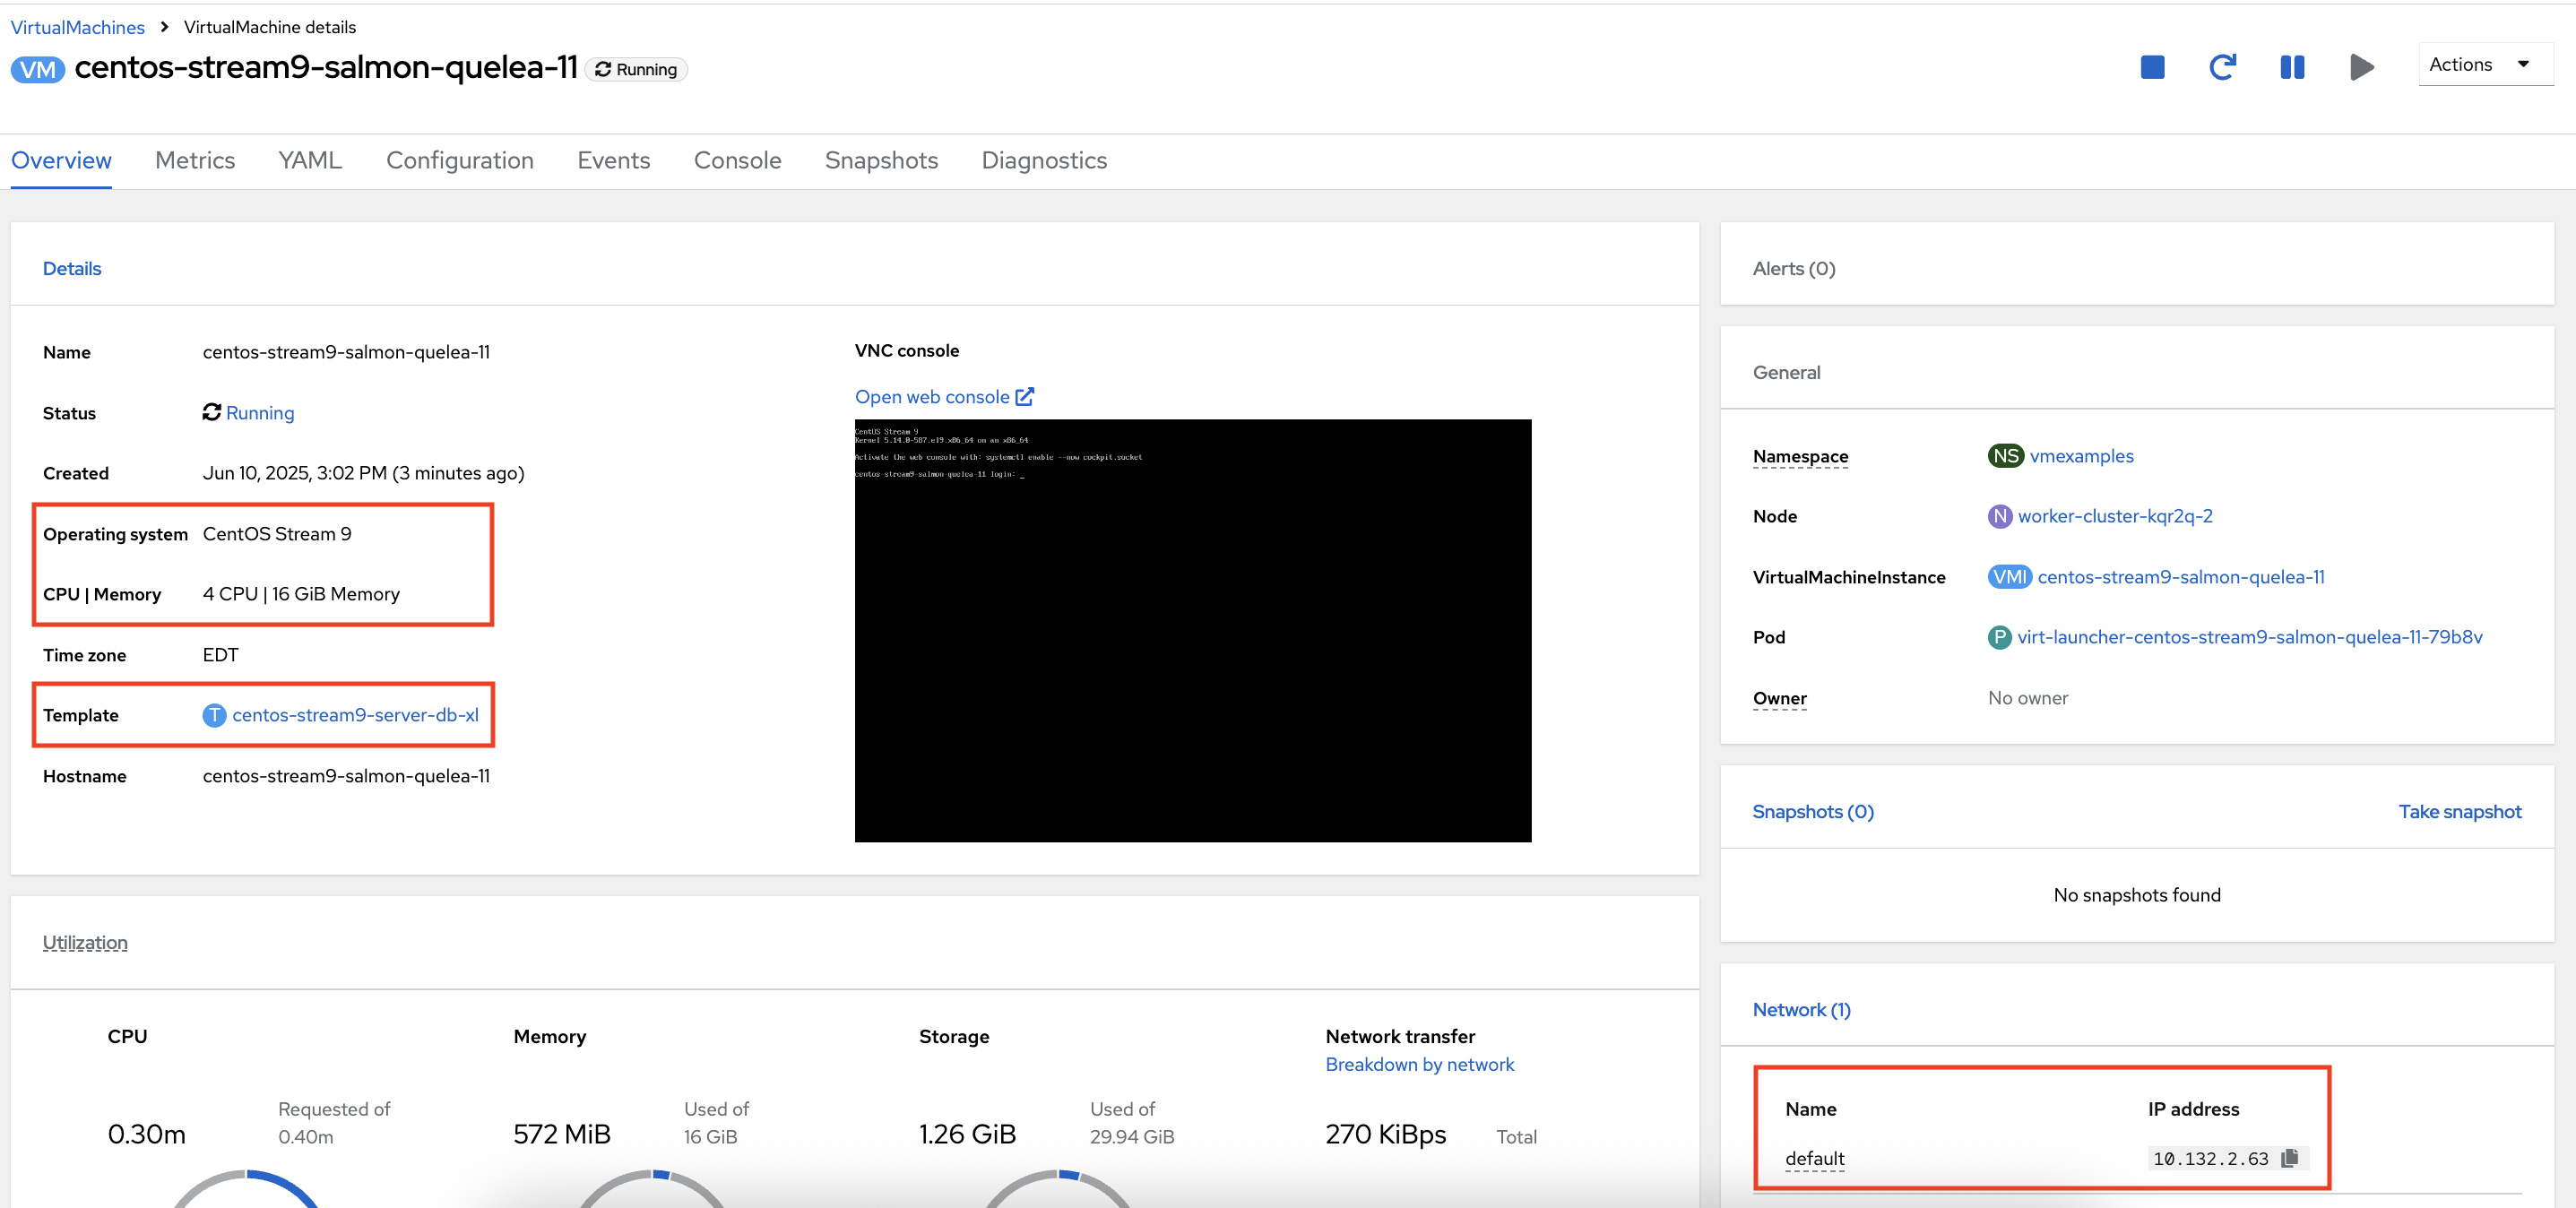 VirtualMachines > VirtualMachine details
VM centos-stream9-salmon-quelea-11 Running
Actions
Overview Metrics YAML Configuration Events Console Snapshots Diagnostics
Details
Name centos-stream9-salmon-quelea-11
Status Running
Created Jun 10, 2025, 3:02 PM (3 minutes ago)
Operating system CentOS Stream 9
CPU | Memory 4 CPU | 16 GiB Memory
Time zone EDT
Template T centos-stream9-server-db-xl
Hostname centos-stream9-salmon-quelea-11
VNC console
Open web console
CentOS Stream 9
Kernel 5.14.0-587.el9.x86_64 on an x86_64
Activate the web console with: systemctl enable --now cockpit.socket
centos-stream9-salmon-quelea-11 login: _
Utilization
CPU
0.30m
Requested of
0.40m
Memory
572 MiB
Used of
16 GiB
Storage
1.26 GiB
Used of
29.94 GiB
Network transfer
Breakdown by network
270 KiBps Total
Alerts (0)
General
Namespace NS vmexamples
Node N worker-cluster-kqr2q-2
VirtualMachineInstance VMI centos-stream9-salmon-quelea-11
Pod P virt-launcher-centos-stream9-salmon-quelea-11-79b8v
Owner No owner
Snapshots (0) Take snapshot
No snapshots found
Network (1)
Name IP address
default 10.132.2.63